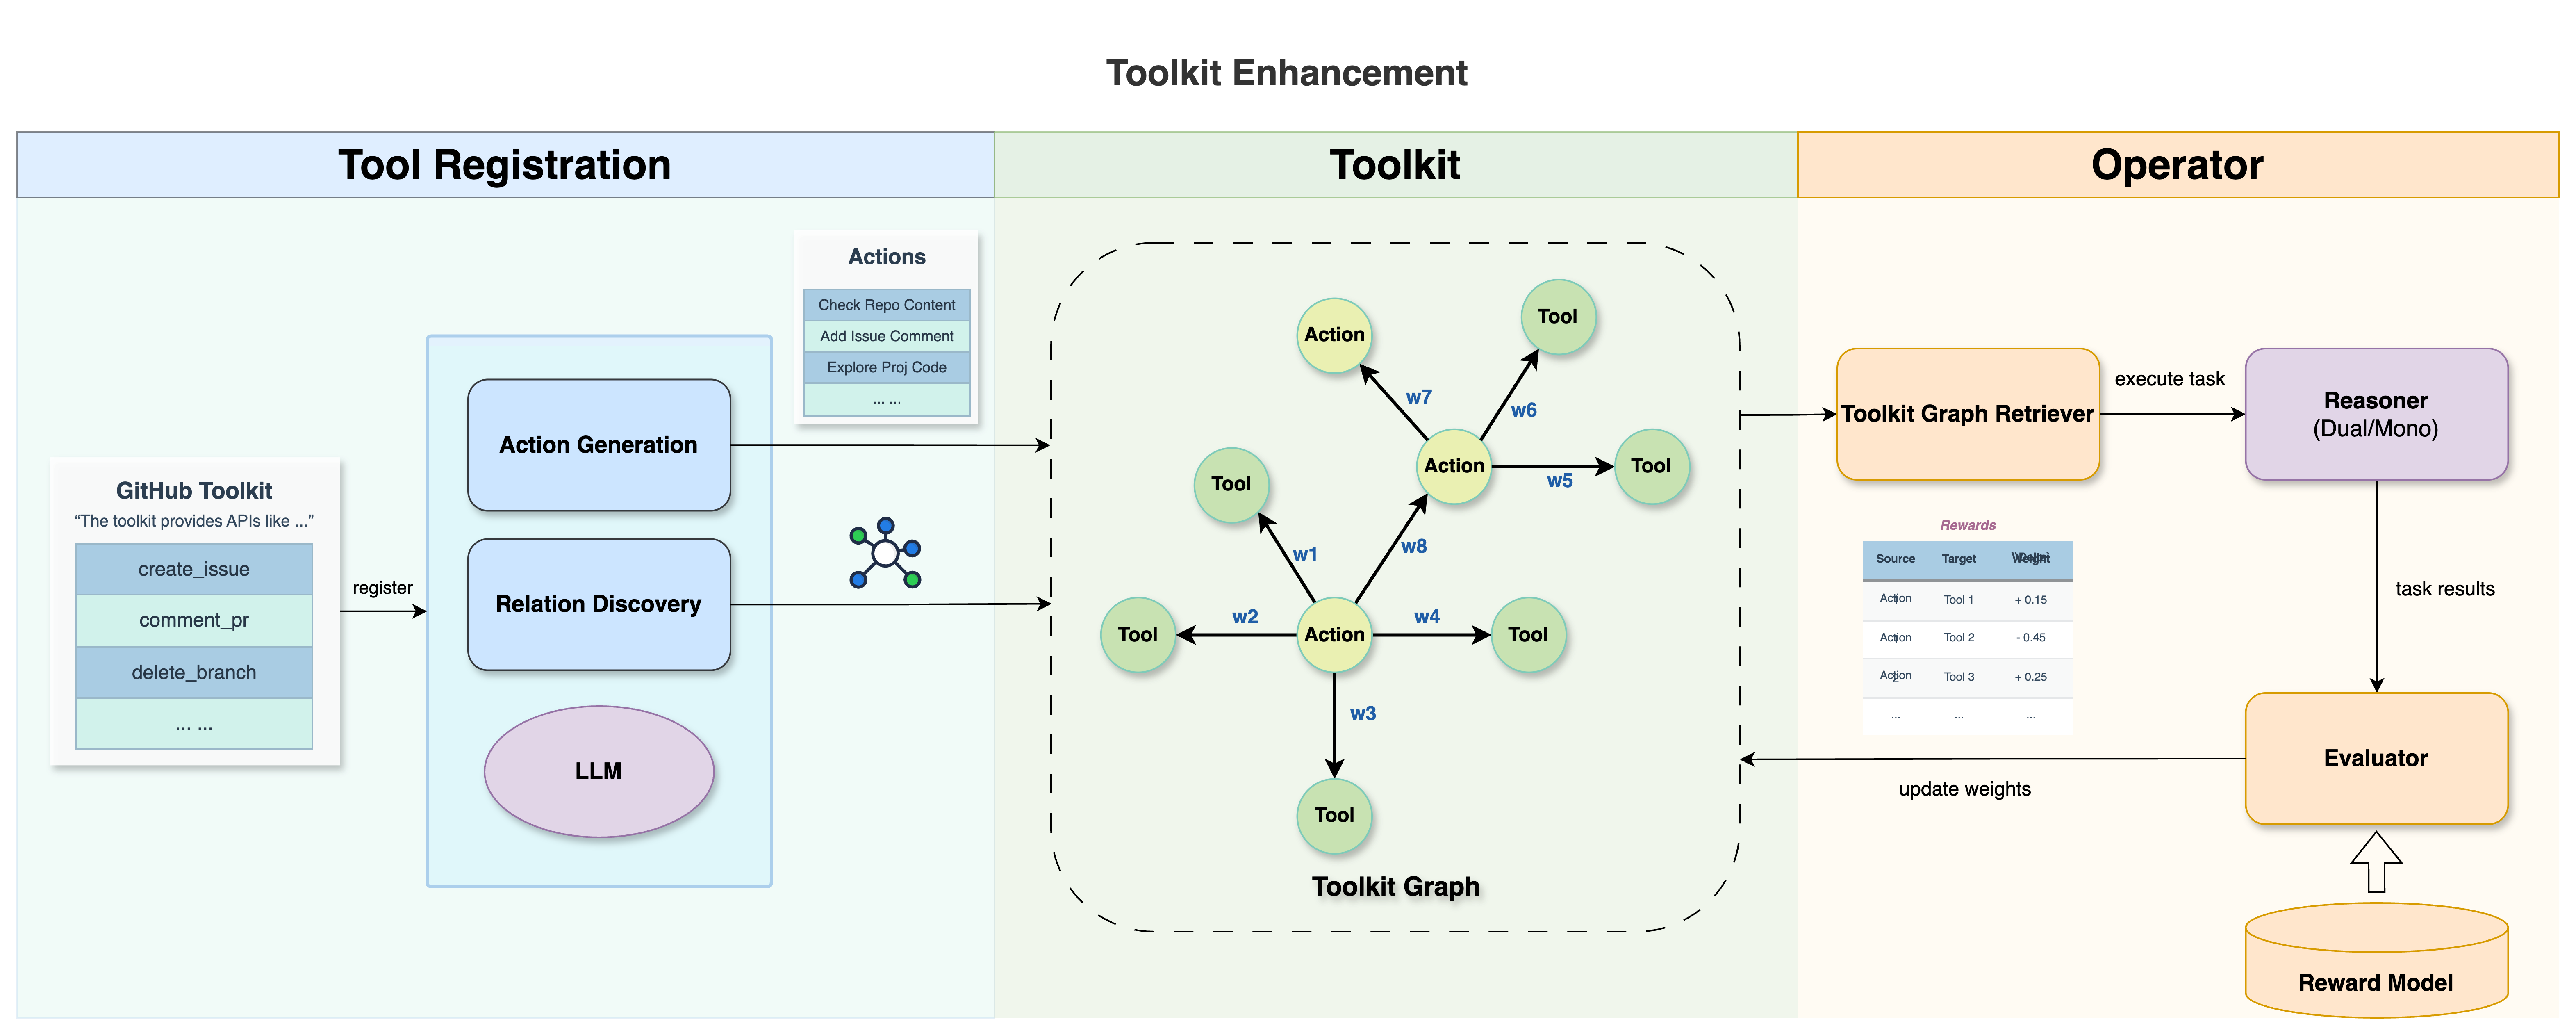 Toolkit Enhancement
Tool Registration
Toolkit
Operator
GitHub Toolkit
“The toolkit provides APIs like ...”
create_issue
comment_pr
delete_branch
... ...
register
Action Generation
Relation Discovery
LLM
Actions
Check Repo Content
Add Issue Comment
Explore Proj Code
... ...
Action
Tool
w7
w6
Action
Tool
w5
Tool
w1
w8
Tool
w2
Action
w4
Tool
w3
Tool
Toolkit Graph
Toolkit Graph Retriever
execute task
Reasoner
(Dual/Mono)
task results
Rewards
Source Target Weight
Action Tool 1 + 0.15
Action Tool 2 - 0.45
Action Tool 3 + 0.25
... ... ...
update weights
Evaluator
Reward Model